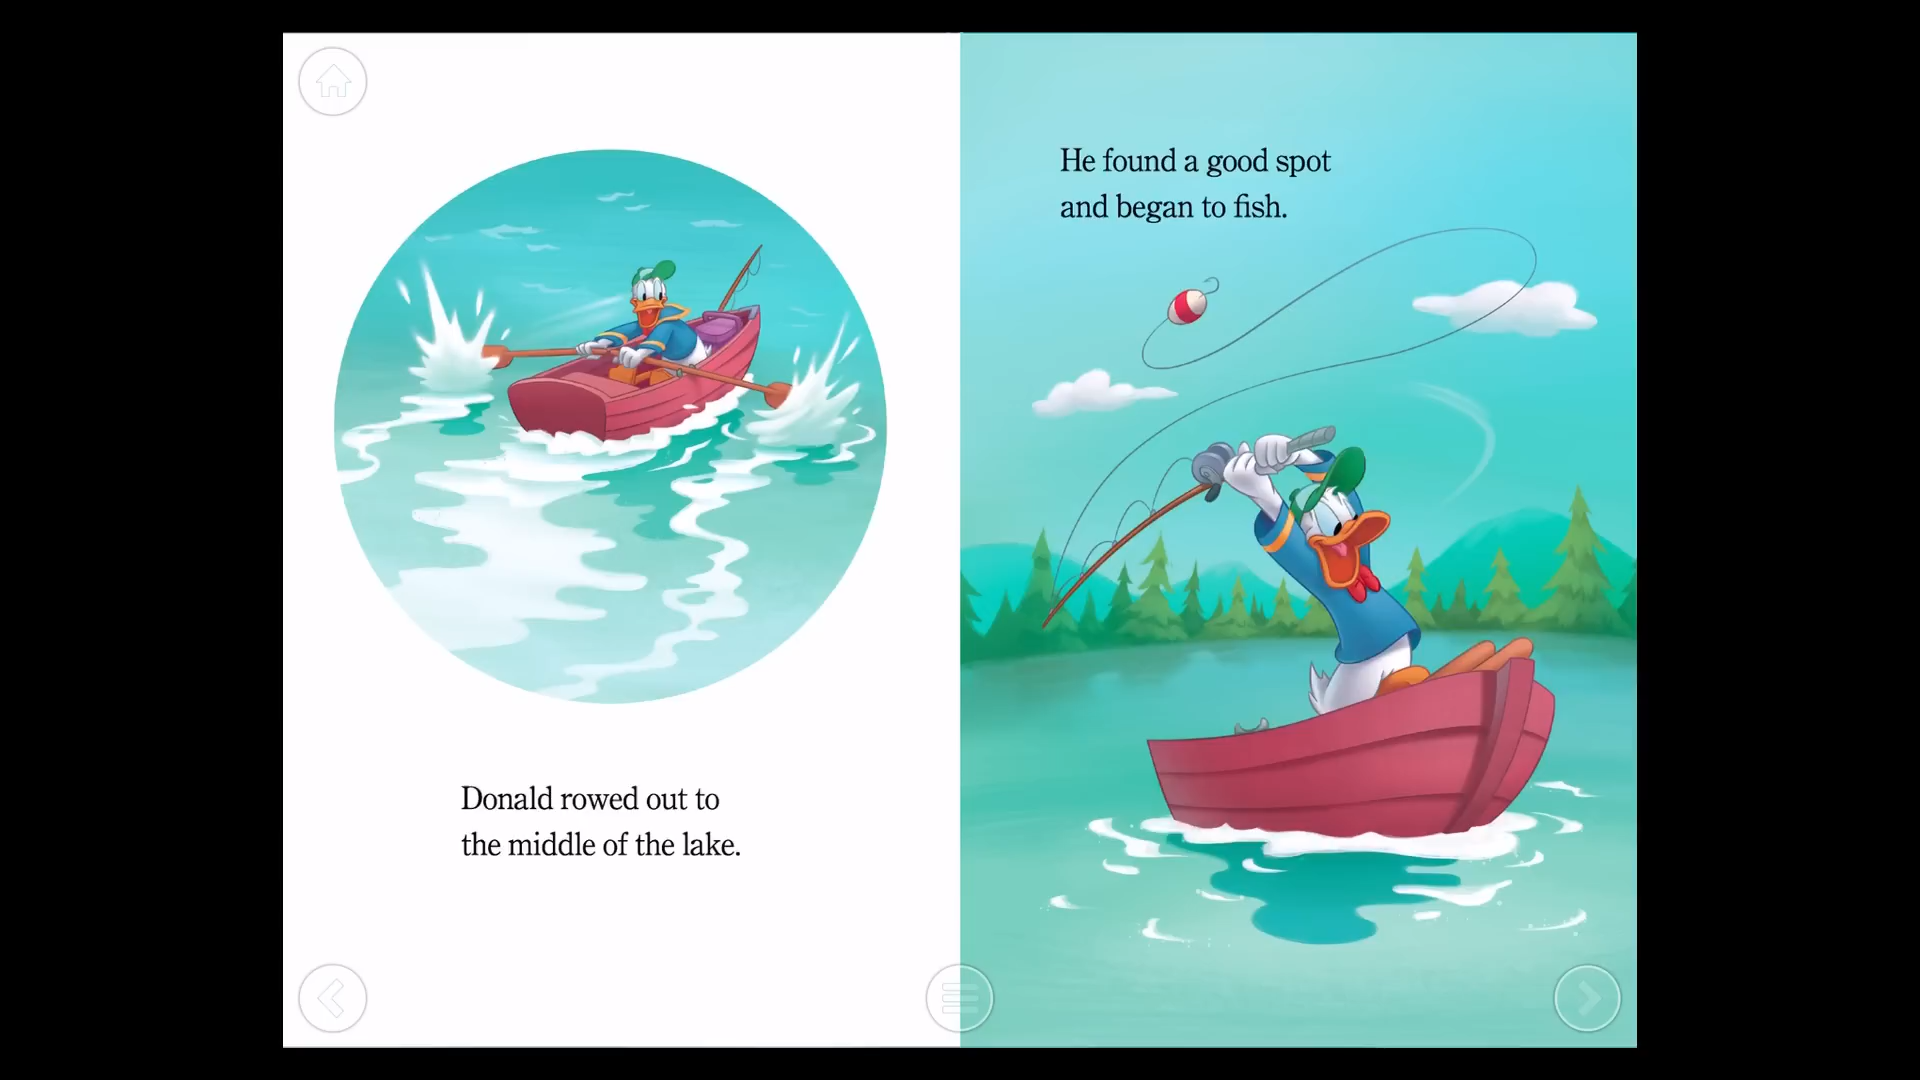 Donald rowed out to
the middle of the lake.
He found a good spot
and began to fish.